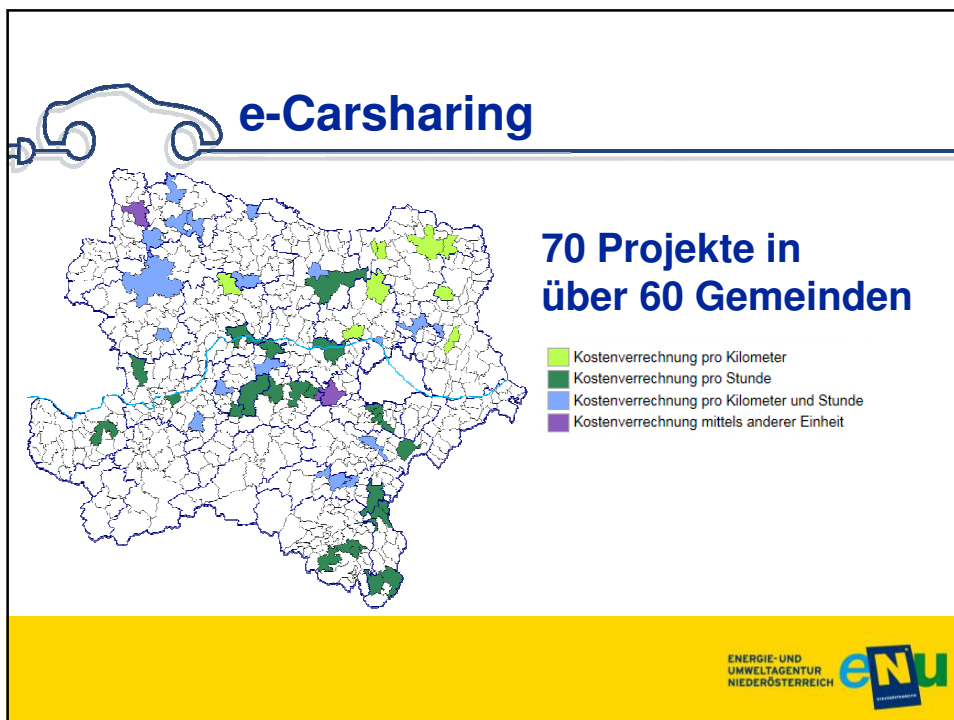 e-Carsharing
70 Projekte in
über 60 Gemeinden
Kostenverrechnung pro Kilometer
Kostenverrechnung pro Stunde
Kostenverrechnung pro Kilometer und Stunde
Kostenverrechnung mittels anderer Einheit
ENERGIE-UND
UMWELTAGENTUR
NIEDERÖSTERREICH
eNu